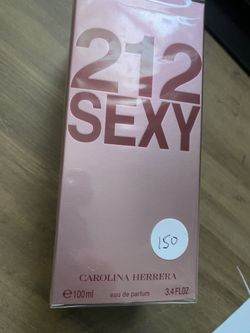 212
SEXY
150
CAROLINA HERRERA
℮100ml eau de parfum 3.4 FL.OZ